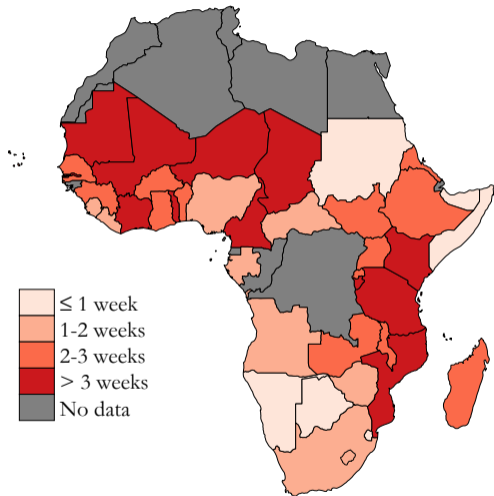 ≤ 1 week
1-2 weeks
2-3 weeks
> 3 weeks
No data